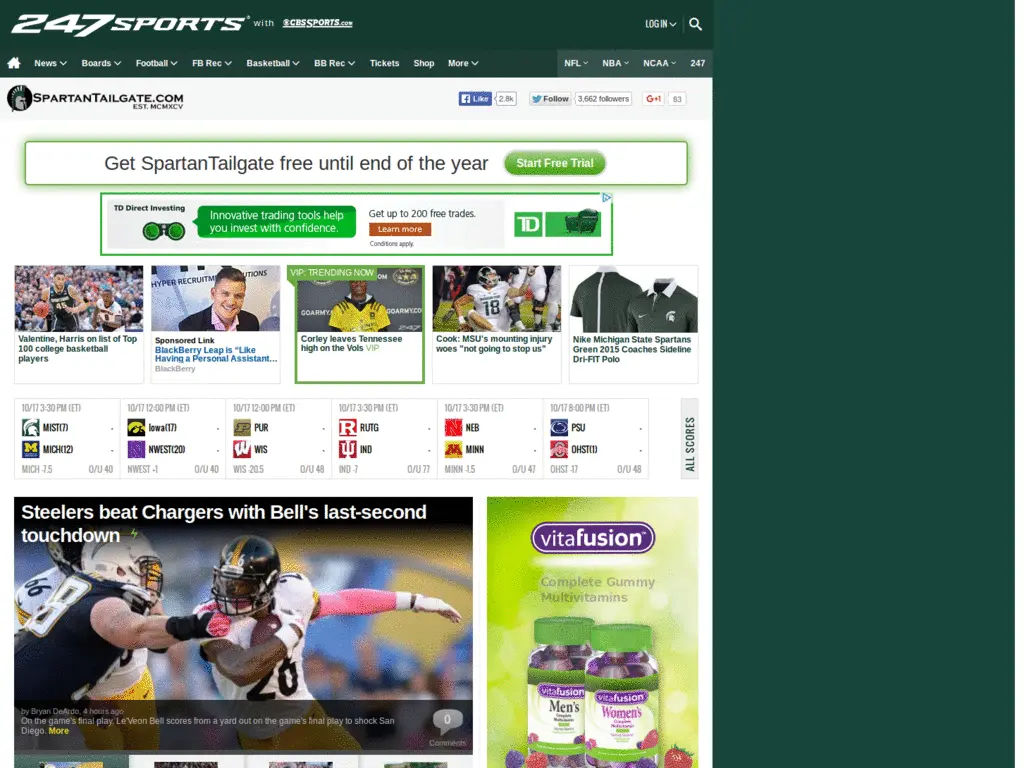 247SPORTS with CBSSPORTS.COM
LOG IN
News Boards Football FB Rec Basketball BB Rec Tickets Shop More NFL NBA NCAA 247
SPARTANTAILGATE.COM
EST. MCMXCV
Like 2.8k Follow 3,662 followers G+1 83
Get SpartanTailgate free until end of the year Start Free Trial
TD Direct Investing
Innovative trading tools help
you invest with confidence.
Get up to 200 free trades.
Learn more
Conditions apply.
TD
HYPER RECRUITM
UTIONS
VIP: TRENDING NOW
GOARMY.C
Valentine, Harris on list of Top
100 college basketball
players
Sponsored Link
BlackBerry Leap is “Like
Having a Personal Assistant...
BlackBerry
Corley leaves Tennessee
high on the Vols VIP
Cook: MSU's mounting injury
woes "not going to stop us"
Nike Michigan State Spartans
Green 2015 Coaches Sideline
Dri-FIT Polo
10/17 3:30 PM (ET) 10/17 12:00 PM (ET) 10/17 12:00 PM (ET) 10/17 3:30 PM (ET) 10/17 3:30 PM (ET) 10/17 8:00 PM (ET)
MIST(7) - Iowa(17) - PUR - RUTG - NEB - PSU -
MICH(12) - NWEST(20) - WIS - IND - MINN - OHST(1) -
MICH -7.5 O/U 40 NWEST -1 O/U 40 WIS -20.5 O/U 48 IND -7 O/U 77 MINN -1.5 O/U 47 OHST -17 O/U 48
ALL SCORES
Steelers beat Chargers with Bell's last-second
touchdown
by Bryan DeArdo, 4 hours ago
On the game's final play, Le'Veon Bell scores from a yard out on the game's final play to shock San
Diego. More
0
Comments
vitafusion
Complete Gummy
Multivitamins
vitafusion
Men's
vitafusion
Women's